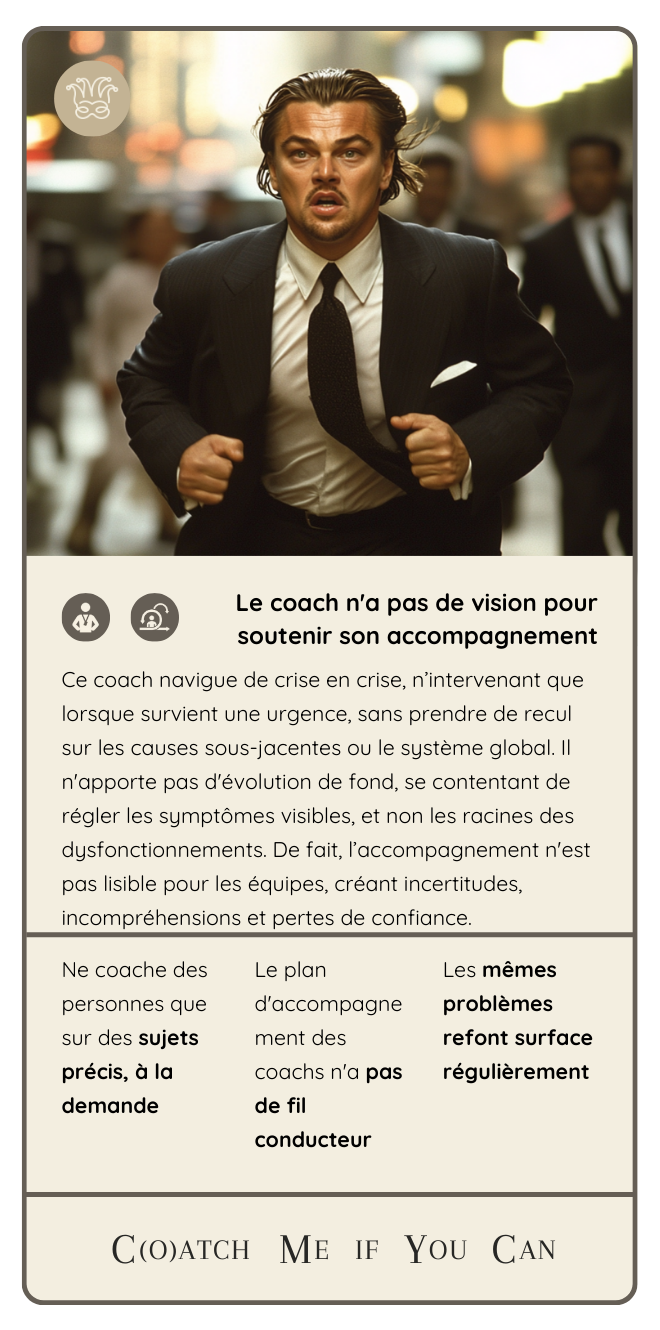 Le coach n'a pas de vision pour
soutenir son accompagnement
Ce coach navigue de crise en crise, n’intervenant que
lorsque survient une urgence, sans prendre de recul
sur les causes sous-jacentes ou le système global. Il
n'apporte pas d'évolution de fond, se contentant de
régler les symptômes visibles, et non les racines des
dysfonctionnements. De fait, l’accompagnement n'est
pas lisible pour les équipes, créant incertitudes,
incompréhensions et pertes de confiance.
Ne coache des
personnes que
sur des sujets
précis, à la
demande
Le plan
d'accompagne
ment des
coachs n'a pas
de fil
conducteur
Les mêmes
problèmes
refont surface
régulièrement
C(o)atch Me if You Can